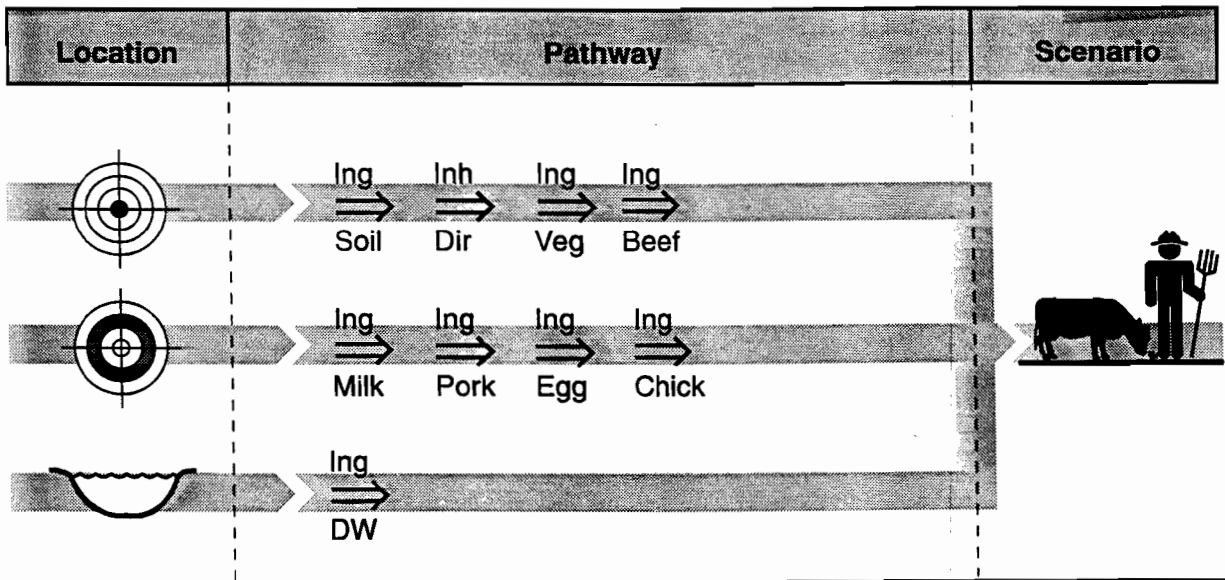 Location Pathway Scenario
Ing Inh Ing Ing
Soil Dir Veg Beef
Ing Ing Ing Ing
Milk Pork Egg Chick
Ing
DW